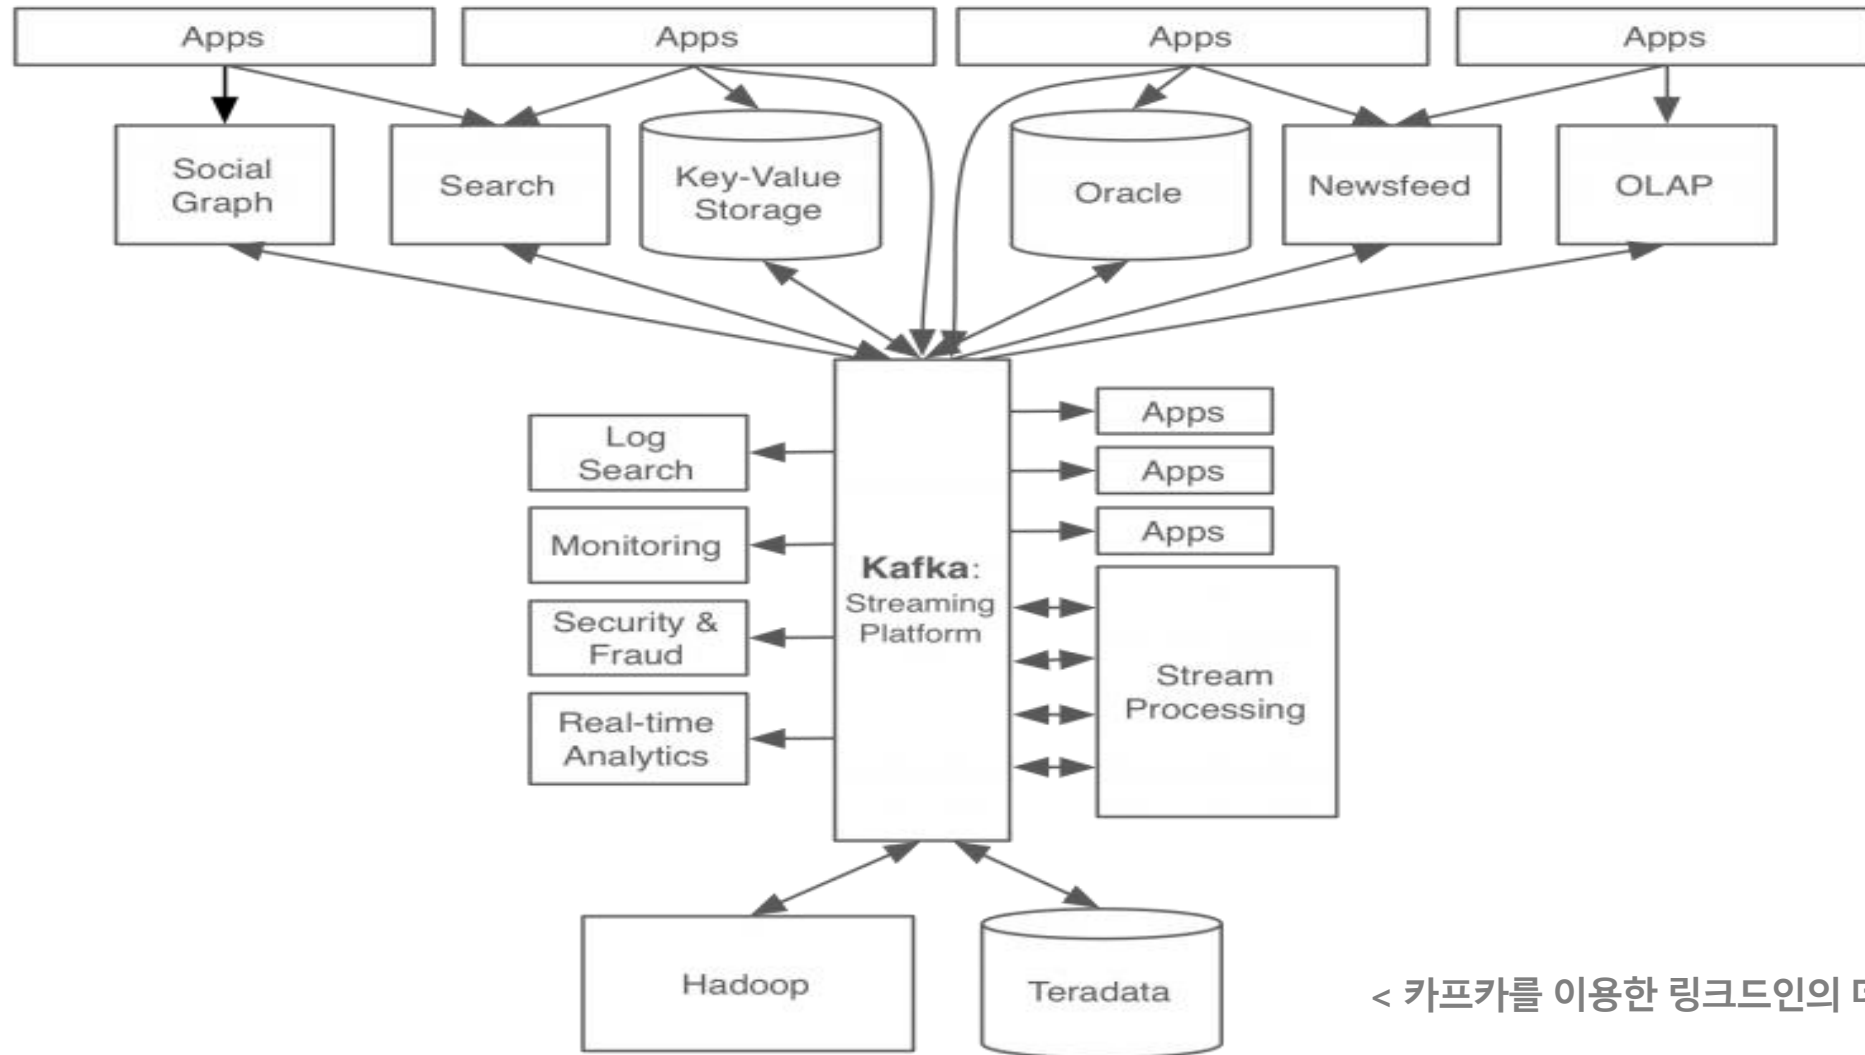 Apps
Apps
Apps
Apps
Social
Graph
Search
Key-Value
Storage
Oracle
Newsfeed
OLAP
Log
Search
Monitoring
Security &
Fraud
Real-time
Analytics
Kafka:
Streaming
Platform
Apps
Apps
Apps
Stream
Processing
Hadoop
Teradata
< 카프카를 이용한 링크드인의